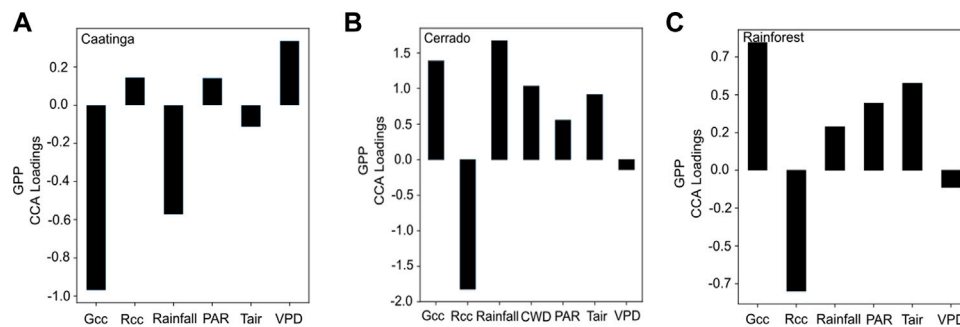 A
Caatinga
GPP
CCA Loadings
0.2
0.0
-0.2
-0.4
-0.6
-0.8
-1.0
Gcc Rcc Rainfall PAR Tair VPD
B
Cerrado
GPP
CCA Loadings
1.5
1.0
0.5
0.0
-0.5
-1.0
-1.5
-2.0
Gcc Rcc Rainfall CWD PAR Tair VPD
C
Rainforest
GPP
CCA Loadings
0.7
0.5
0.2
0.0
-0.2
-0.5
-0.7
Gcc Rcc Rainfall PAR Tair VPD